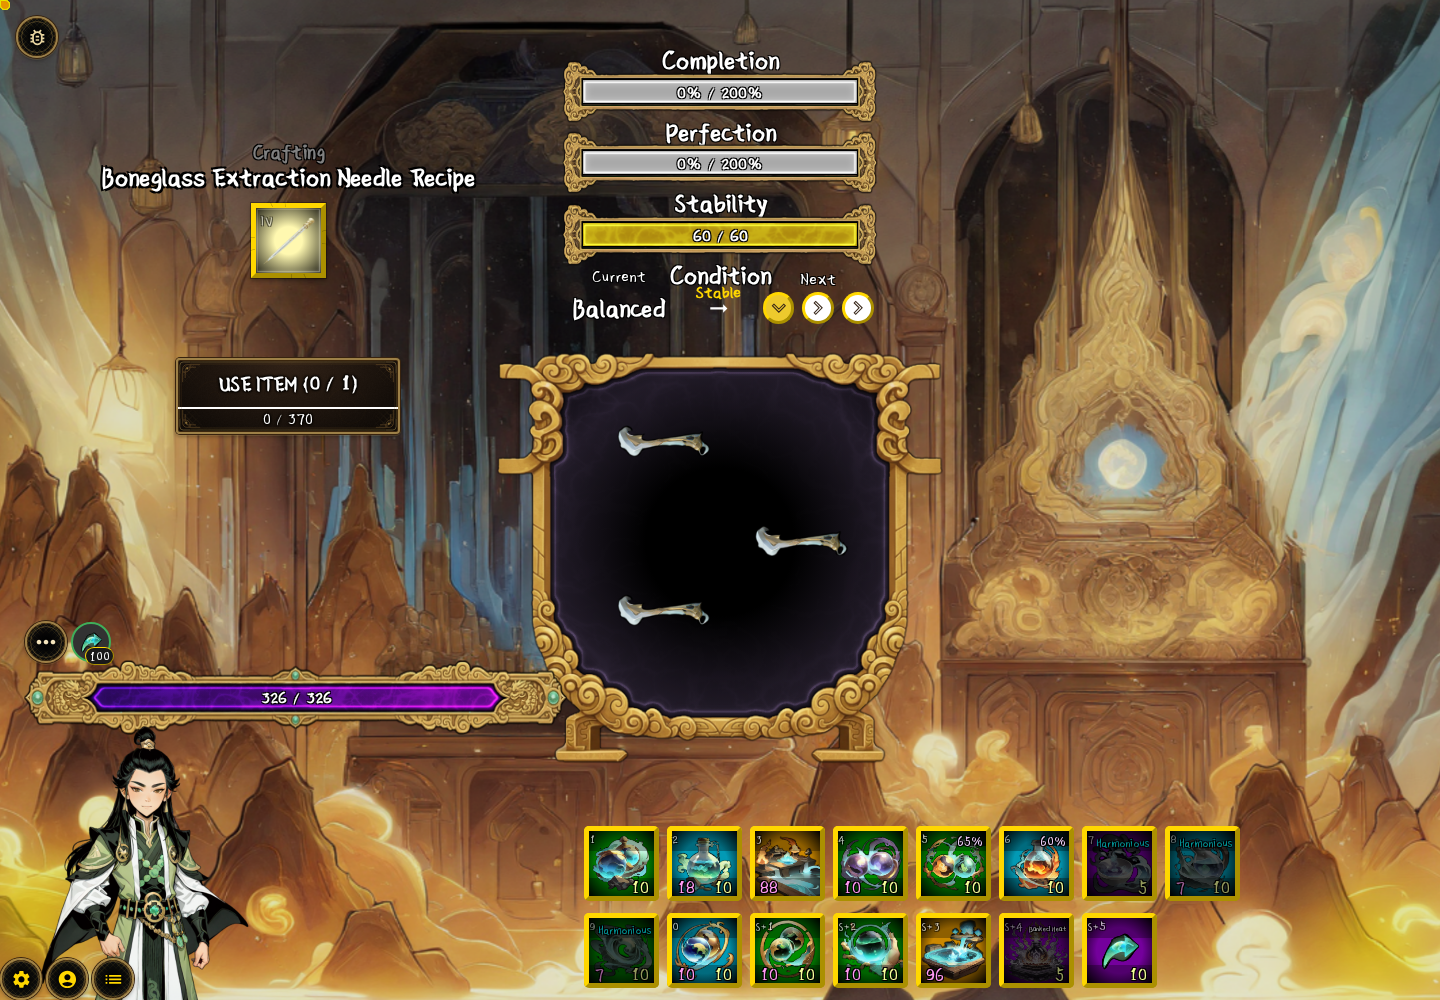 Completion
0% / 200%
Perfection
0% / 200%
Stability
60 / 60
Current
Condition
Next
Stable
Balanced
Crafting
Boneglass Extraction Needle Recipe
IV
USE ITEM (0 / 1)
0 / 370
100
326 / 326
1
10
2
18
10
3
88
4
10
10
5
65%
10
6
60%
10
7
Harmonious
5
8
Harmonious
7
10
9
Harmonious
7
10
0
10
10
S+1
10
10
S+2
10
10
S+3
96
S+4
Banked Heat
5
S+5
10